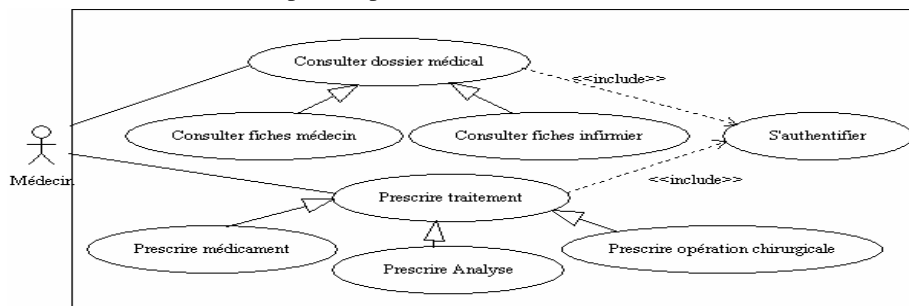 Consulter dossier médical
<<include>>
Consulter fiches médecin
Consulter fiches infirmier
S'authentifier
Médecin
<<include>>
Prescrire traitement
Prescrire médicament
Prescrire opération chirurgicale
Prescrire Analyse